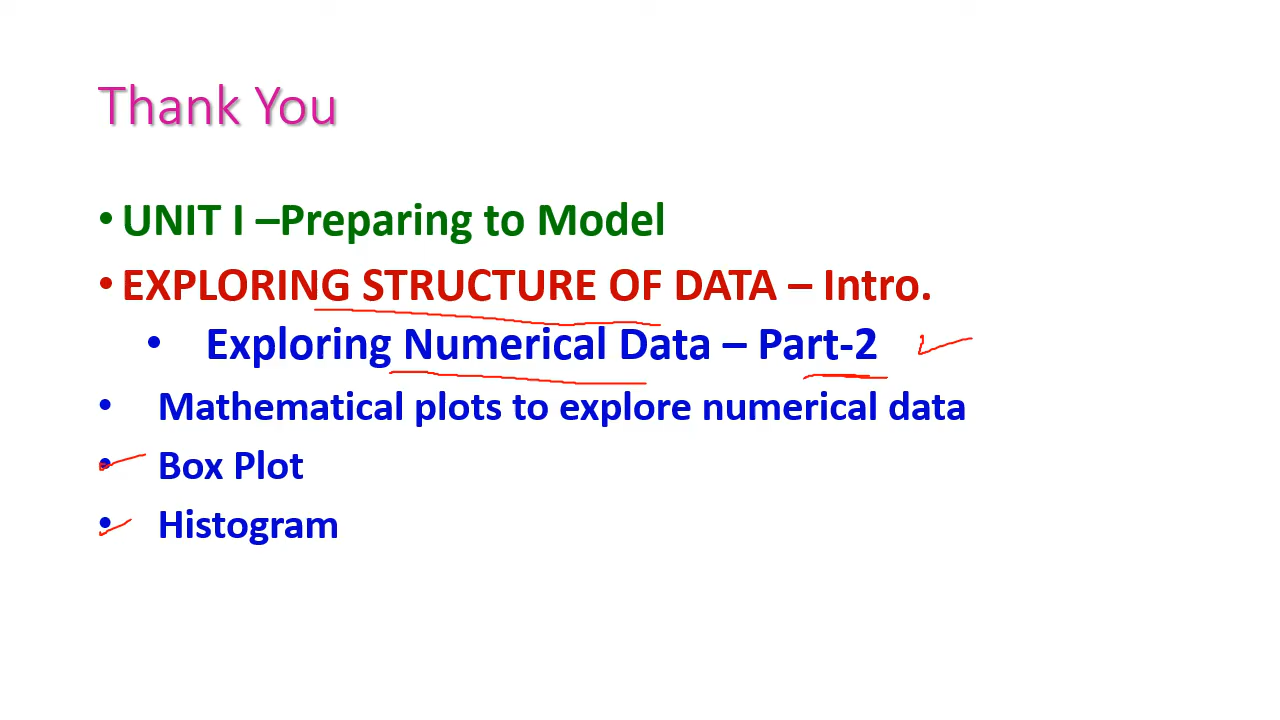 Thank You
• UNIT I –Preparing to Model
• EXPLORING STRUCTURE OF DATA – Intro.
• Exploring Numerical Data – Part-2
• Mathematical plots to explore numerical data
• Box Plot
• Histogram